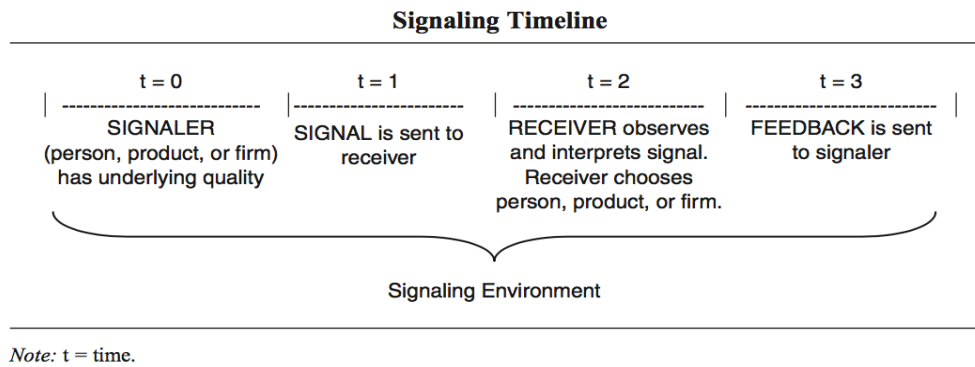 Signaling Timeline
t = 0
t = 1
t = 2
t = 3
SIGNALER
(person, product, or firm)
has underlying quality
SIGNAL is sent to
receiver
RECEIVER observes
and interprets signal.
Receiver chooses
person, product, or firm.
FEEDBACK is sent
to signaler
Signaling Environment
Note: t = time.